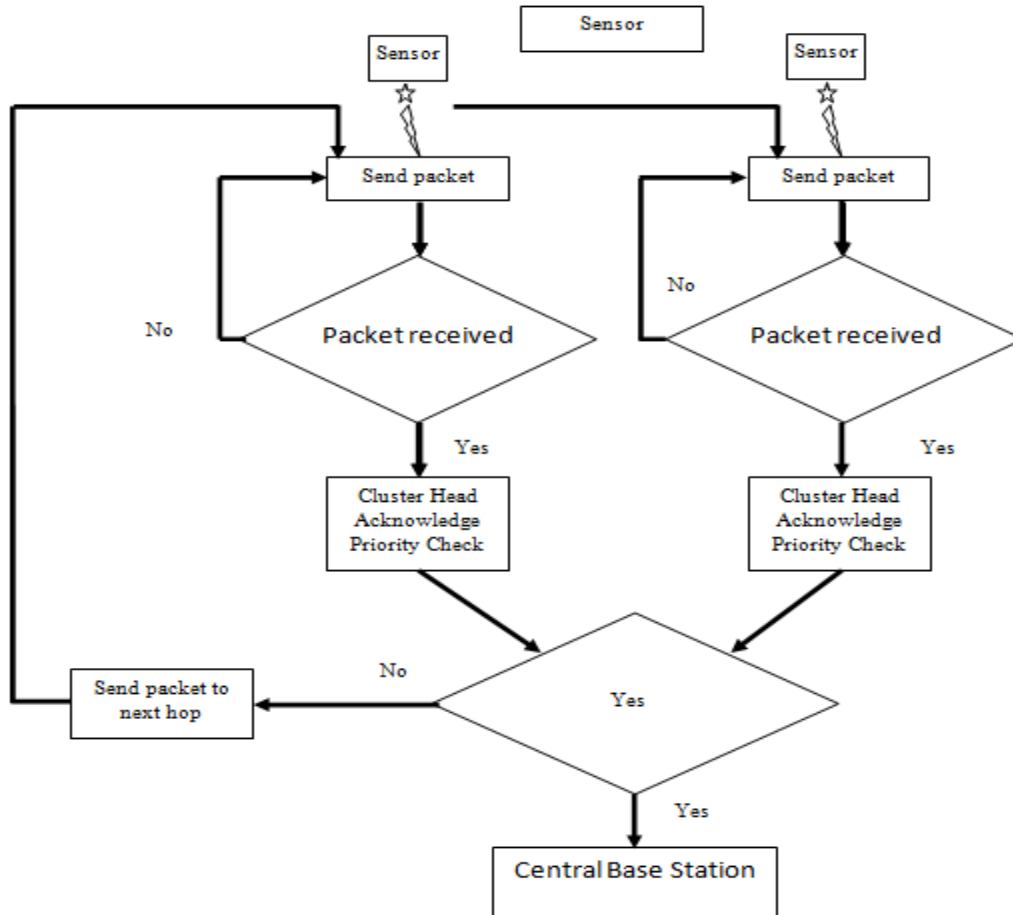 Sensor
Sensor
Sensor
Send packet
Send packet
No
No
Packet received
Packet received
Yes
Yes
Cluster Head
Acknowledge
Priority Check
Cluster Head
Acknowledge
Priority Check
No
Send packet to
next hop
Yes
Yes
Central Base Station